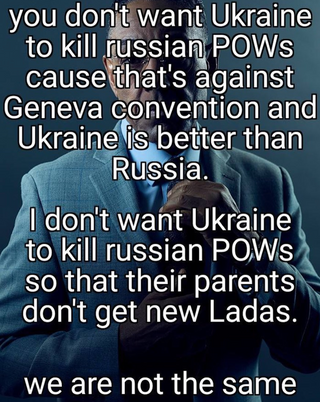 you don't want Ukraine
to kill russian POWs
cause that's against
Geneva convention and
Ukraine is better than
Russia.
I don't want Ukraine
to kill russian POWs
so that their parents
don't get new Ladas.
we are not the same